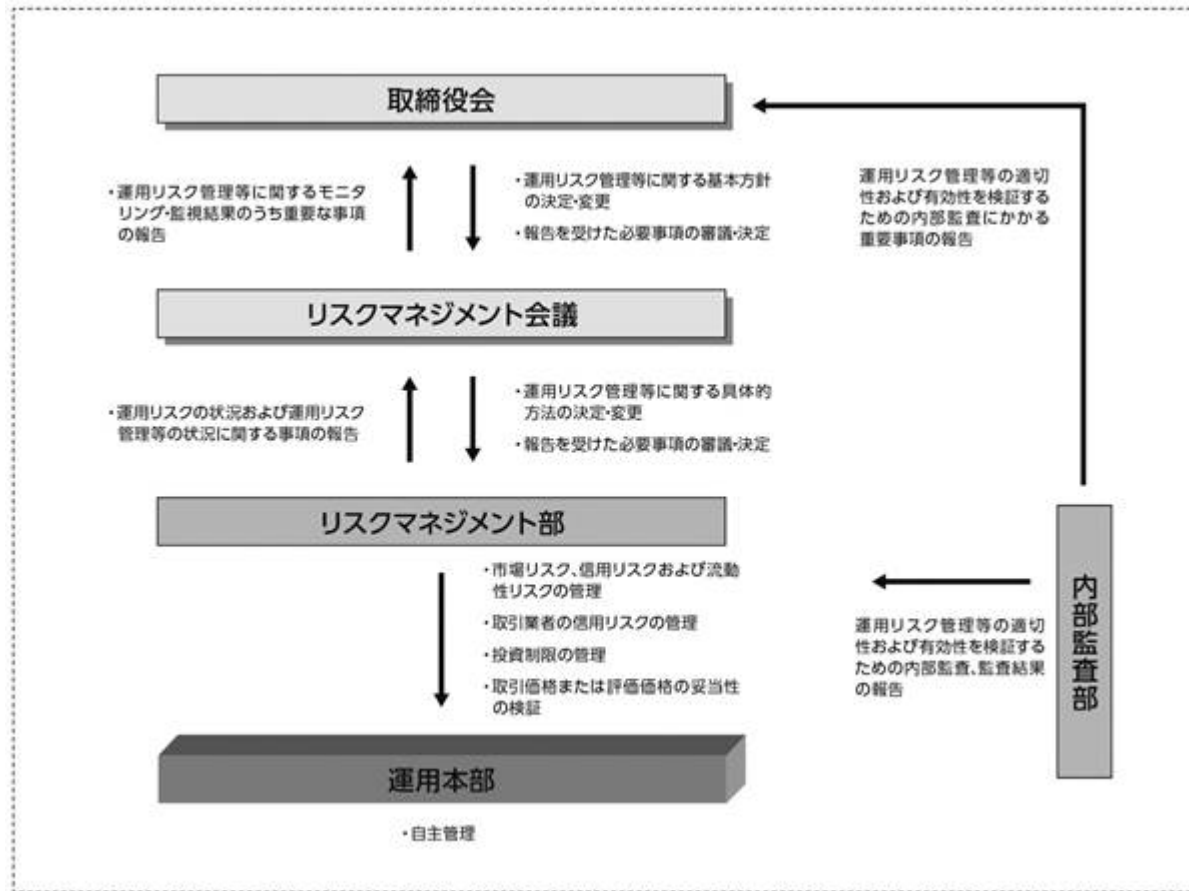 取締役会
・運用リスク管理等に関するモニタ
リング・監視結果のうち重要な事項
の報告
・運用リスク管理等に関する基本方針
の決定・変更
・報告を受けた必要事項の審議・決定
運用リスク管理等の適切
性および有効性を検証する
ための内部監査にかかる
重要事項の報告
リスクマネジメント会議
・運用リスクの状況および運用リスク
管理等の状況に関する事項の報告
・運用リスク管理等に関する具体的
方法の決定・変更
・報告を受けた必要事項の審議・決定
リスクマネジメント部
・市場リスク、信用リスクおよび流動
性リスクの管理
・取引業者の信用リスクの管理
・投資制限の管理
・取引価格または評価価格の妥当性
の検証
運用リスク管理等の適切
性および有効性を検証する
ための内部監査、監査結果
の報告
内部監査部
運用本部
・自主管理